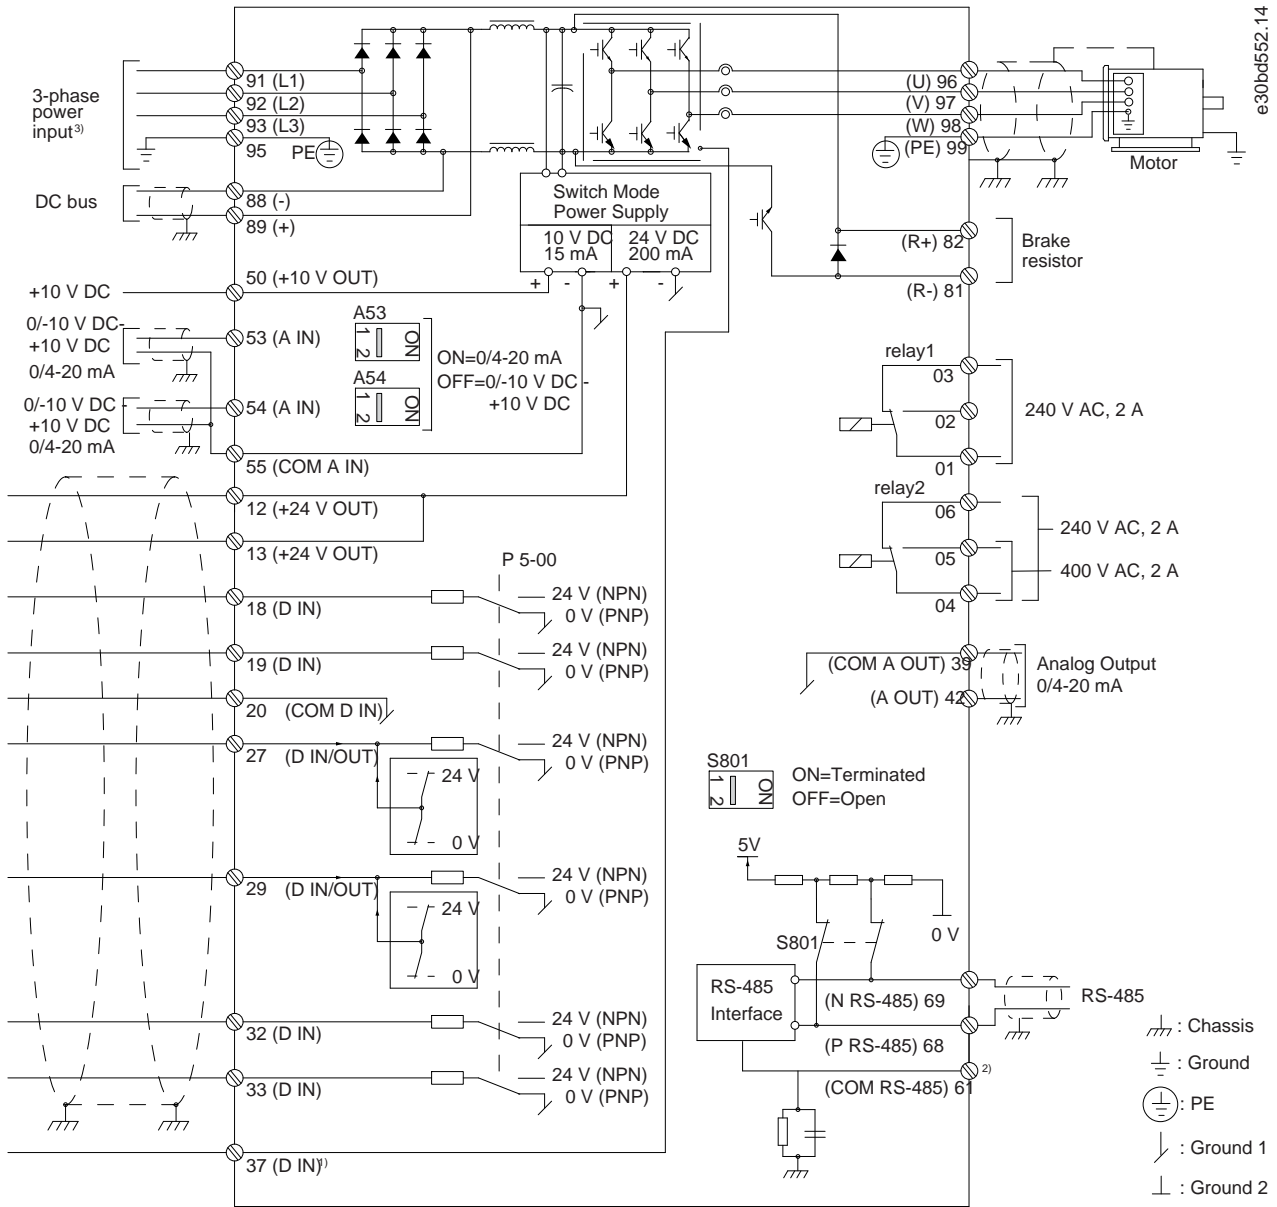 e30bd552.14
3-phase
power
input3)
91 (L1)
92 (L2)
93 (L3)
95
PE
DC bus
88 (-)
89 (+)
Switch Mode
Power Supply
10 V DC
15 mA
24 V DC
200 mA
+ - + -
(U) 96
(V) 97
(W) 98
(PE) 99
Motor
(R+) 82
Brake
resistor
(R-) 81
+10 V DC
50 (+10 V OUT)
0/-10 V DC-
+10 V DC
0/4-20 mA
53 (A IN)
0/-10 V DC -
+10 V DC
0/4-20 mA
54 (A IN)
55 (COM A IN)
A53
1 2
ON
A54
1 2
ON
ON=0/4-20 mA
OFF=0/-10 V DC -
+10 V DC
relay1
03
02
01
240 V AC, 2 A
relay2
06
05
04
240 V AC, 2 A
400 V AC, 2 A
12 (+24 V OUT)
13 (+24 V OUT)
P 5-00
18 (D IN)
24 V (NPN)
0 V (PNP)
19 (D IN)
24 V (NPN)
0 V (PNP)
20 (COM D IN)
27 (D IN/OUT)
24 V (NPN)
0 V (PNP)
24 V
0 V
29 (D IN/OUT)
24 V (NPN)
0 V (PNP)
24 V
0 V
32 (D IN)
24 V (NPN)
0 V (PNP)
33 (D IN)
24 V (NPN)
0 V (PNP)
37 (D IN)1)
(COM A OUT) 39
(A OUT) 42
Analog Output
0/4-20 mA
S801
1 2
ON
ON=Terminated
OFF=Open
5V
S801
0 V
RS-485
Interface
(N RS-485) 69
(P RS-485) 68
(COM RS-485) 61
2)
RS-485
: Chassis
: Ground
: PE
: Ground 1
: Ground 2